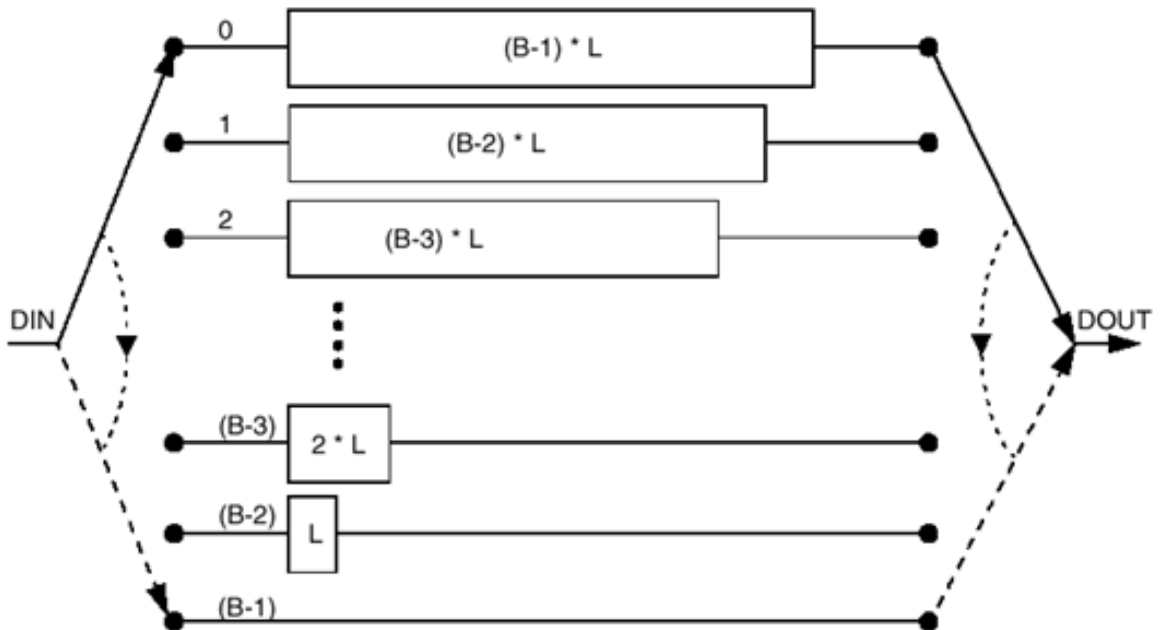 0
(B-1) * L
1
(B-2) * L
2
(B-3) * L
DIN
DOUT
(B-3)
2 * L
(B-2)
L
(B-1)